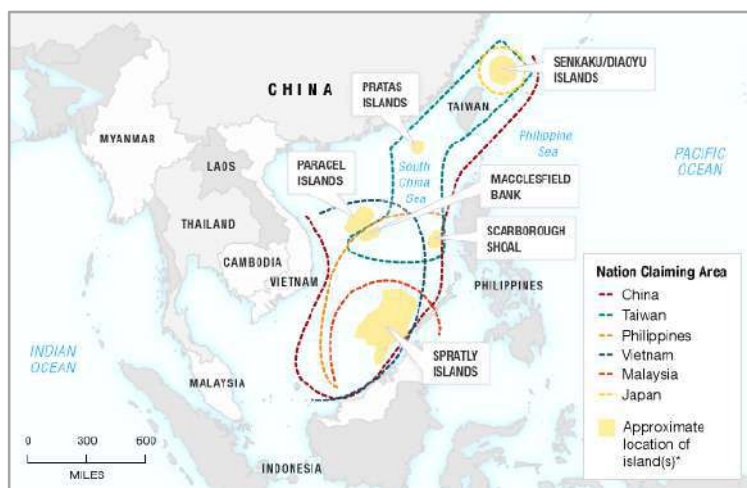 CHINA
SENKAKU/DIAOYU
ISLANDS
PRATAS
ISLANDS
TAIWAN
MYANMAR
Philippine
Sea
LAOS
PACIFIC
OCEAN
PARACEL
ISLANDS
South
China
Sea
MACCLESFIELD
BANK
THAILAND
SCARBOROUGH
SHOAL
CAMBODIA
VIETNAM
PHILIPPINES
INDIAN
OCEAN
SPRATLY
ISLANDS
MALAYSIA
INDONESIA
0 300 600
MILES
Nation Claiming Area
China
Taiwan
Philippines
Vietnam
Malaysia
Japan
Approximate
location of
island(s)*